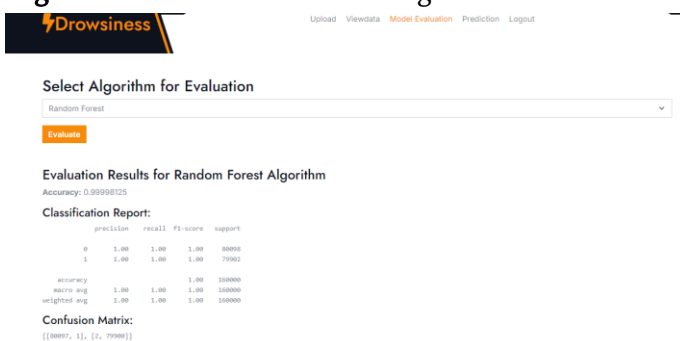 Drowsiness
Upload Viewdata Model Evaluation Prediction Logout
Select Algorithm for Evaluation
Random Forest
Evaluate
Evaluation Results for Random Forest Algorithm
Accuracy: 0.99998125
Classification Report:
precision recall f1-score support
0 1.00 1.00 1.00 80098
1 1.00 1.00 1.00 79902
accuracy 1.00 160000
macro avg 1.00 1.00 1.00 160000
weighted avg 1.00 1.00 1.00 160000
Confusion Matrix:
[[80097, 1], [2, 79900]]